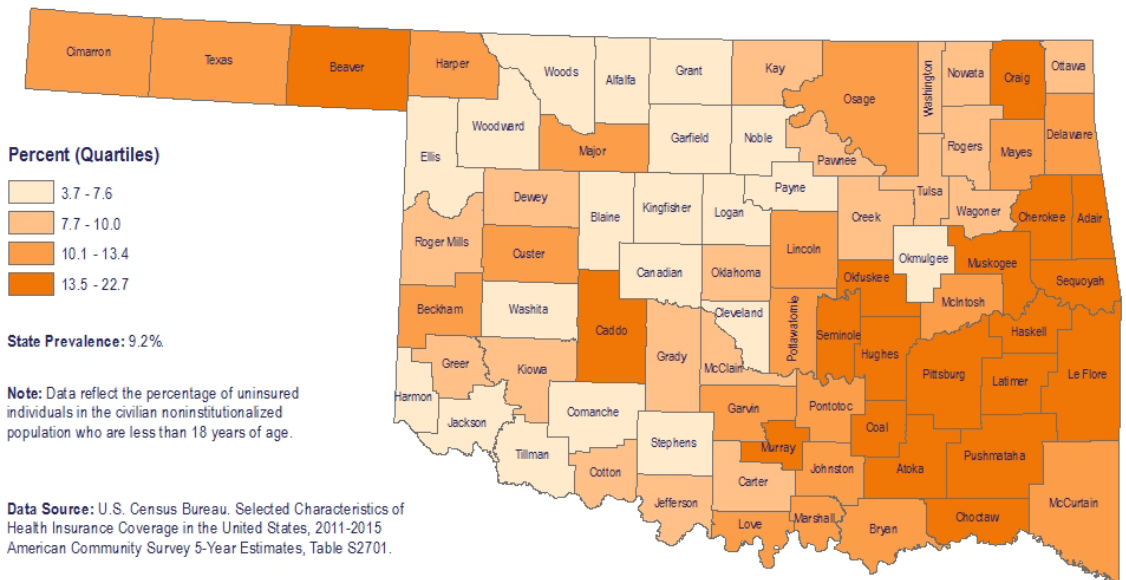 Cimarron
Texas
Beaver
Harper
Woods
Alfalfa
Grant
Kay
Osage
Washington
Nowata
Craig
Ottawa
Woodward
Ellis
Major
Garfield
Noble
Pawnee
Rogers
Mayes
Delaware
Percent (Quartiles)
3.7 - 7.6
7.7 - 10.0
10.1 - 13.4
13.5 - 22.7
Dewey
Blaine
Kingfisher
Logan
Payne
Creek
Tulsa
Wagoner
Cherokee
Adair
Roger Mills
Custer
Canadian
Oklahoma
Lincoln
Okfuskee
Okmulgee
Muskogee
Sequoyah
McIntosh
Beckham
Washita
Caddo
Cleveland
Pottawatomie
Seminole
Hughes
Haskell
State Prevalence: 9.2%.
Greer
Kiowa
Grady
McClain
Pittsburg
Latimer
Le Flore
Note: Data reflect the percentage of uninsured
individuals in the civilian noninstitutionalized
population who are less than 18 years of age.
Harmon
Jackson
Comanche
Garvin
Pontotoc
Coal
Tillman
Stephens
Murray
Johnston
Atoka
Pushmataha
Cotton
Jefferson
Carter
Love
Marshall
Bryan
Choctaw
McCurtain
Data Source: U.S. Census Bureau. Selected Characteristics of
Health Insurance Coverage in the United States, 2011-2015
American Community Survey 5-Year Estimates, Table S2701.